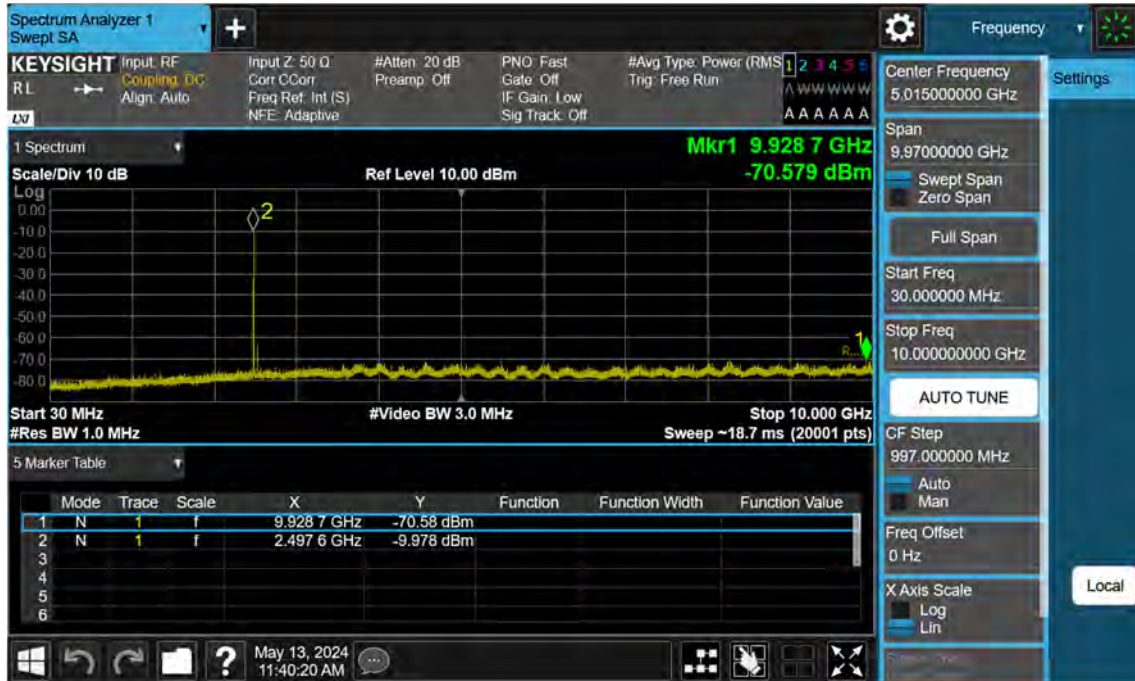 Spectrum Analyzer 1
Swept SA
Frequency
KEYSIGHT
RL
LXI
Input: RF
Coupling: DC
Align: Auto
Input Z: 50 Ω
Corr CCorr
Freq Ref: Int (S)
NFE: Adaptive
#Atten: 20 dB
Preamp: Off
PNO: Fast
Gate: Off
IF Gain: Low
Sig Track: Off
#Avg Type: Power (RMS
Trig: Free Run
1 2 3 4 5 6
A W W W W W
A A A A A A
1 Spectrum
Scale/Div 10 dB
Ref Level 10.00 dBm
Mkr1 9.928 7 GHz
-70.579 dBm
Log
0.00
-10.0
-20.0
-30.0
-40.0
-50.0
-60.0
-70.0
-80.0
2
1
R...
Start 30 MHz
#Video BW 3.0 MHz
Stop 10.000 GHz
#Res BW 1.0 MHz
Sweep ~18.7 ms (20001 pts)
5 Marker Table
Mode Trace Scale X Y Function Function Width Function Value
1 N 1 f 9.928 7 GHz -70.58 dBm
2 N 1 f 2.497 6 GHz -9.978 dBm
3
4
5
6
May 13, 2024
11:40:20 AM
Center Frequency
5.015000000 GHz
Span
9.97000000 GHz
Swept Span
Zero Span
Full Span
Start Freq
30.000000 MHz
Stop Freq
10.000000000 GHz
AUTO TUNE
CF Step
997.000000 MHz
Auto
Man
Freq Offset
0 Hz
X Axis Scale
Log
Lin
Settings
Local